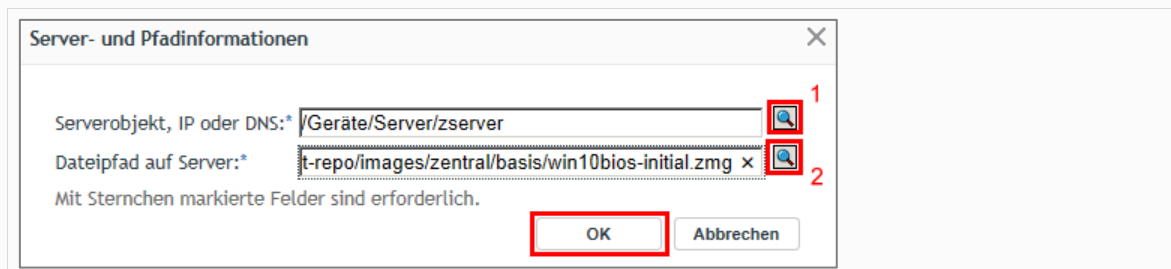 Server- und Pfadinformationen
1
Serverobjekt, IP oder DNS:* /Geräte/Server/zserver
Dateipfad auf Server:* t-repo/images/zentral/basis/win10bios-initial.zmg ×
2
Mit Sternchen markierte Felder sind erforderlich.
OK Abbrechen